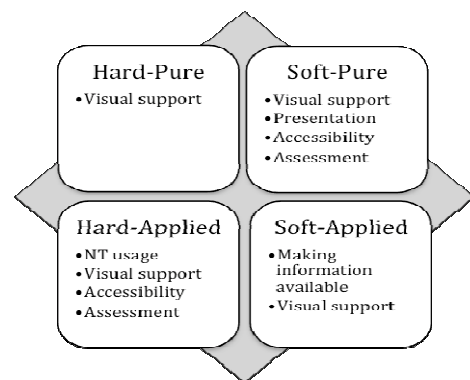 Hard-Pure
• Visual support
Soft-Pure
• Visual support
• Presentation
• Accessibility
• Assessment
Hard-Applied
• NT usage
• Visual support
• Accessibility
• Assessment
Soft-Applied
• Making
information
available
• Visual support